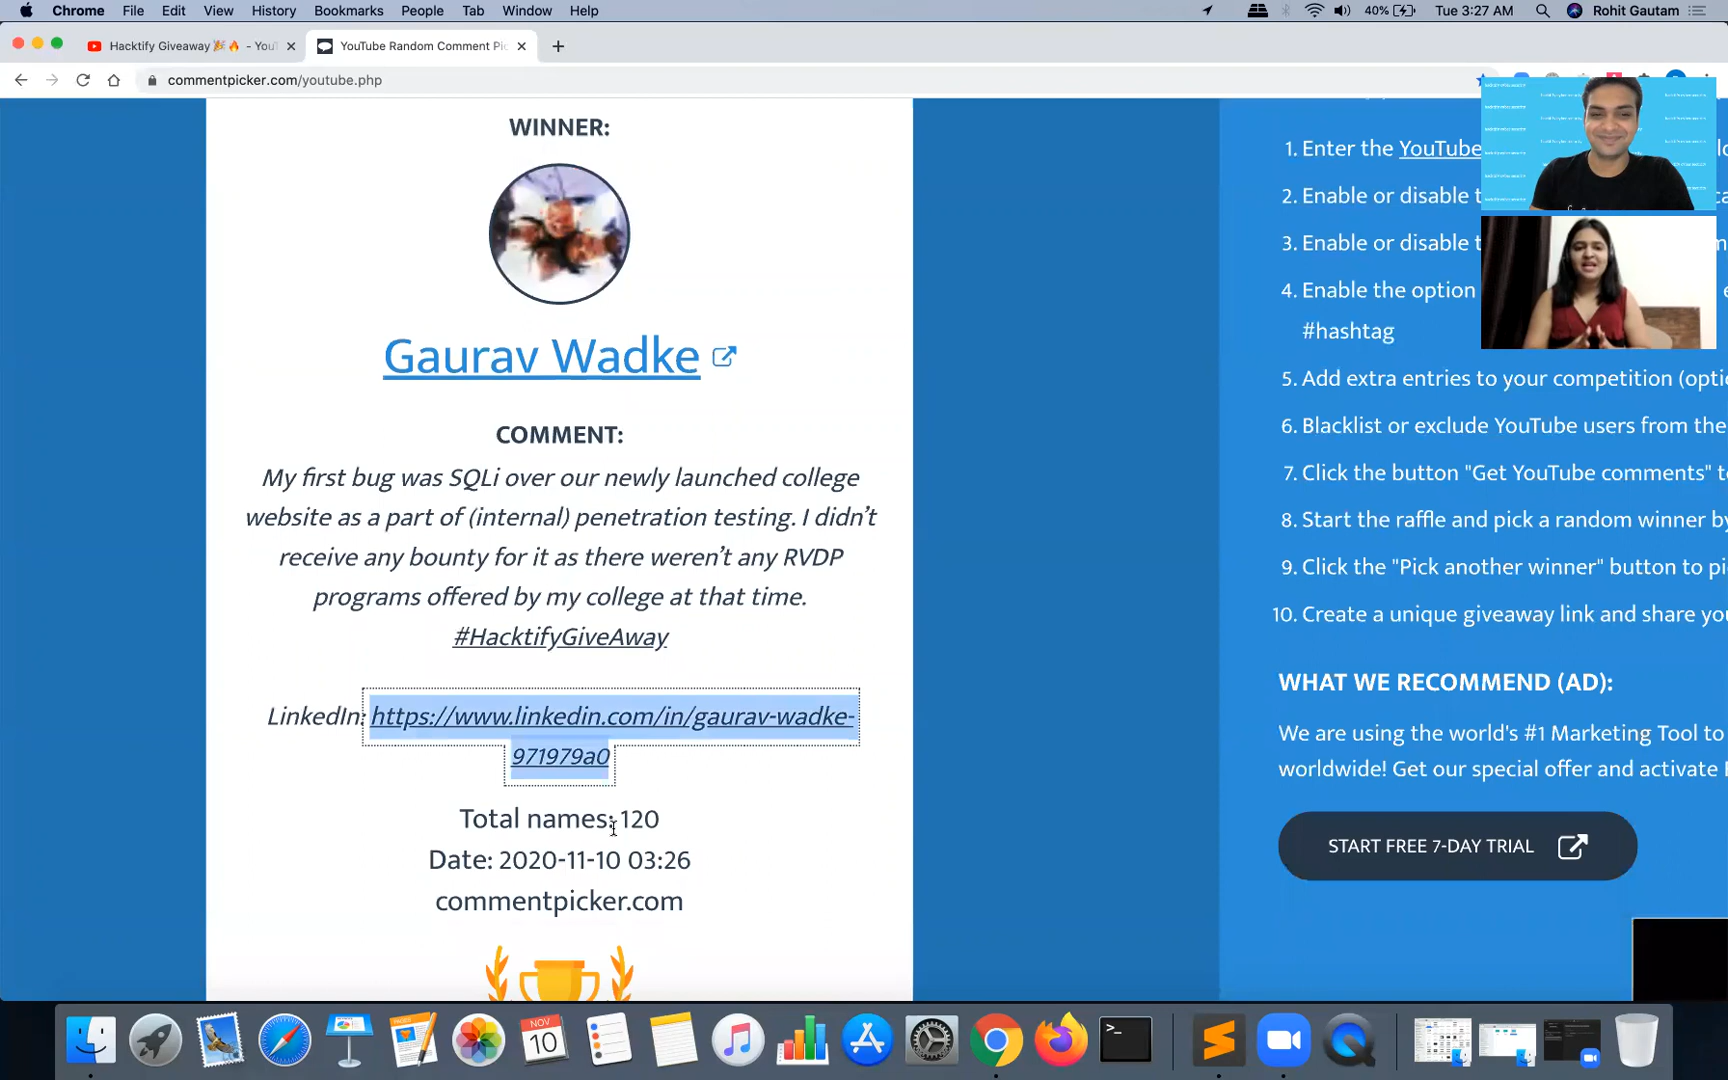 Chrome File Edit View History Bookmarks People Tab Window Help
40% Tue 3:27 AM Rohit Gautam
Hacktify Giveaway🎉🔥 - You
YouTube Random Comment Pic
commentpicker.com/youtube.php
WINNER:
Gaurav Wadke
COMMENT:
My first bug was SQLi over our newly launched college
website as a part of (internal) penetration testing. I didn't
receive any bounty for it as there weren't any RVDP
programs offered by my college at that time.
#HacktifyGiveAway
LinkedIn: https://www.linkedin.com/in/gaurav-wadke-
971979a0
Total names: 120
Date: 2020-11-10 03:26
commentpicker.com
1. Enter the YouTube
2. Enable or disable t
3. Enable or disable t
4. Enable the option
#hashtag
5. Add extra entries to your competition (optio
6. Blacklist or exclude YouTube users from the
7. Click the button "Get YouTube comments" to
8. Start the raffle and pick a random winner by
9. Click the "Pick another winner" button to pi
10. Create a unique giveaway link and share you
WHAT WE RECOMMEND (AD):
We are using the world's #1 Marketing Tool to
worldwide! Get our special offer and activate
START FREE 7-DAY TRIAL
NOV
10